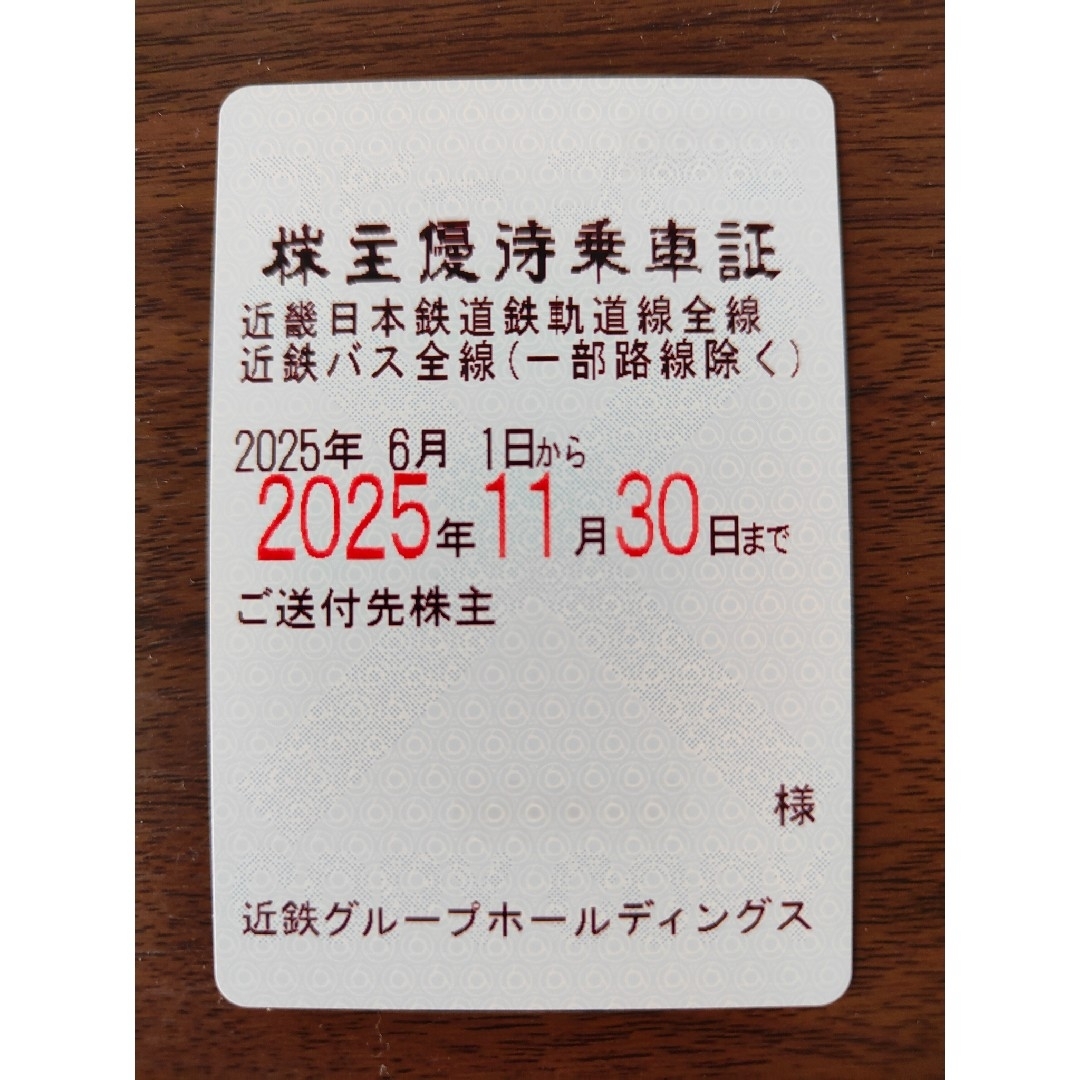 株主優待乗車証
近畿日本鉄道鉄軌道線全線
近鉄バス全線(一部路線除く)
2025年 6月 1日から
2025年11月30日まで
ご送付先株主
様
近鉄グループホールディングス